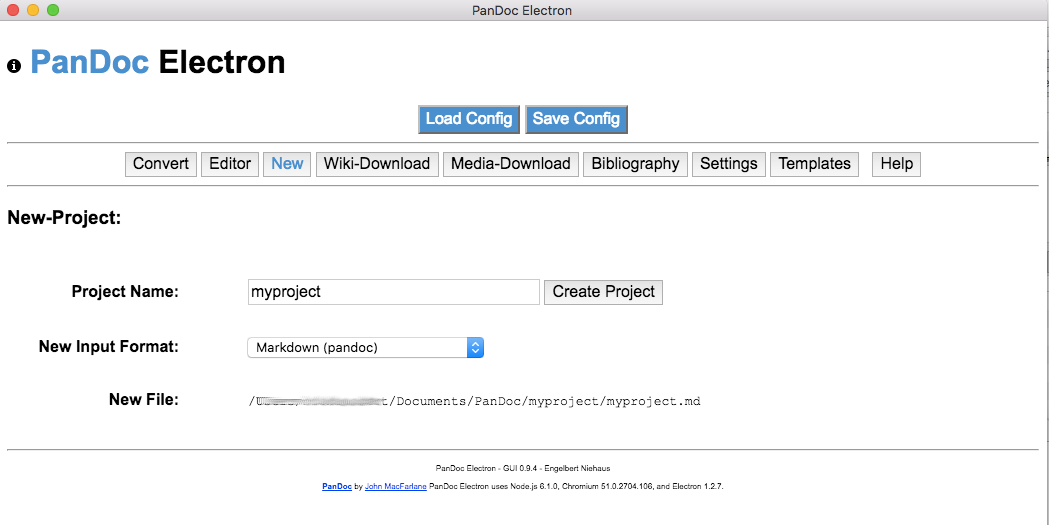 PanDoc Electron
PanDoc Electron
Load Config Save Config
Convert Editor New Wiki-Download Media-Download Bibliography Settings Templates Help
New-Project:
Project Name: myproject Create Project
New Input Format: Markdown (pandoc)
New File: /Documents/PanDoc/myproject/myproject.md
PanDoc Electron - GUI 0.9.4 - Engelbert Niehaus
PanDoc by John MacFarlane PanDoc Electron uses Node.js 6.1.0, Chromium 51.0.2704.106, and Electron 1.2.7.